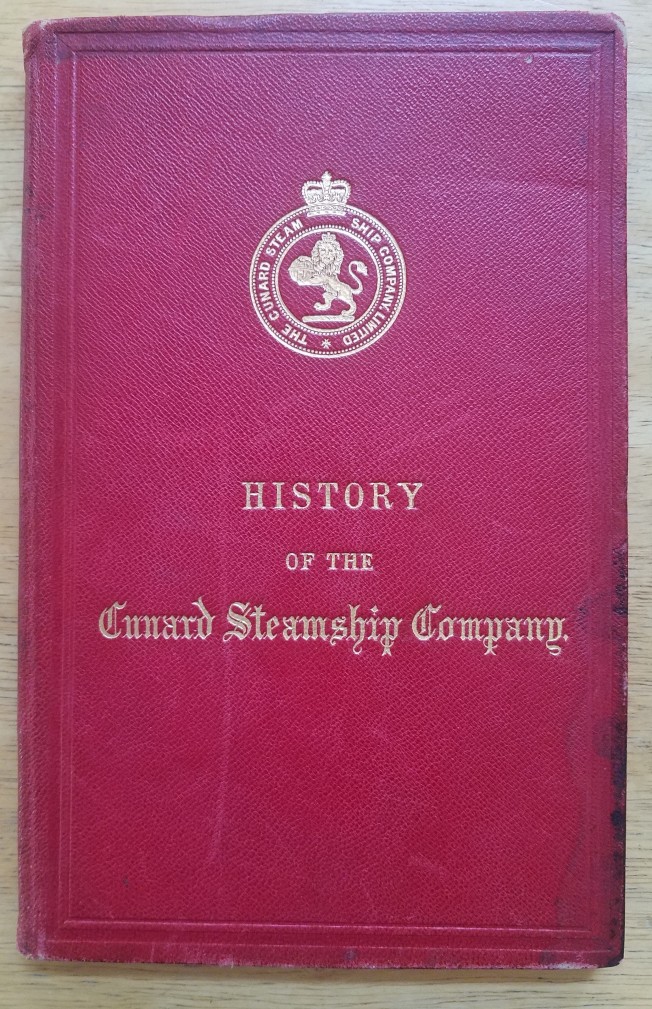 THE CUNARD STEAM SHIP COMPANY LIMITED
HISTORY
OF THE
Cunard Steamship Company.